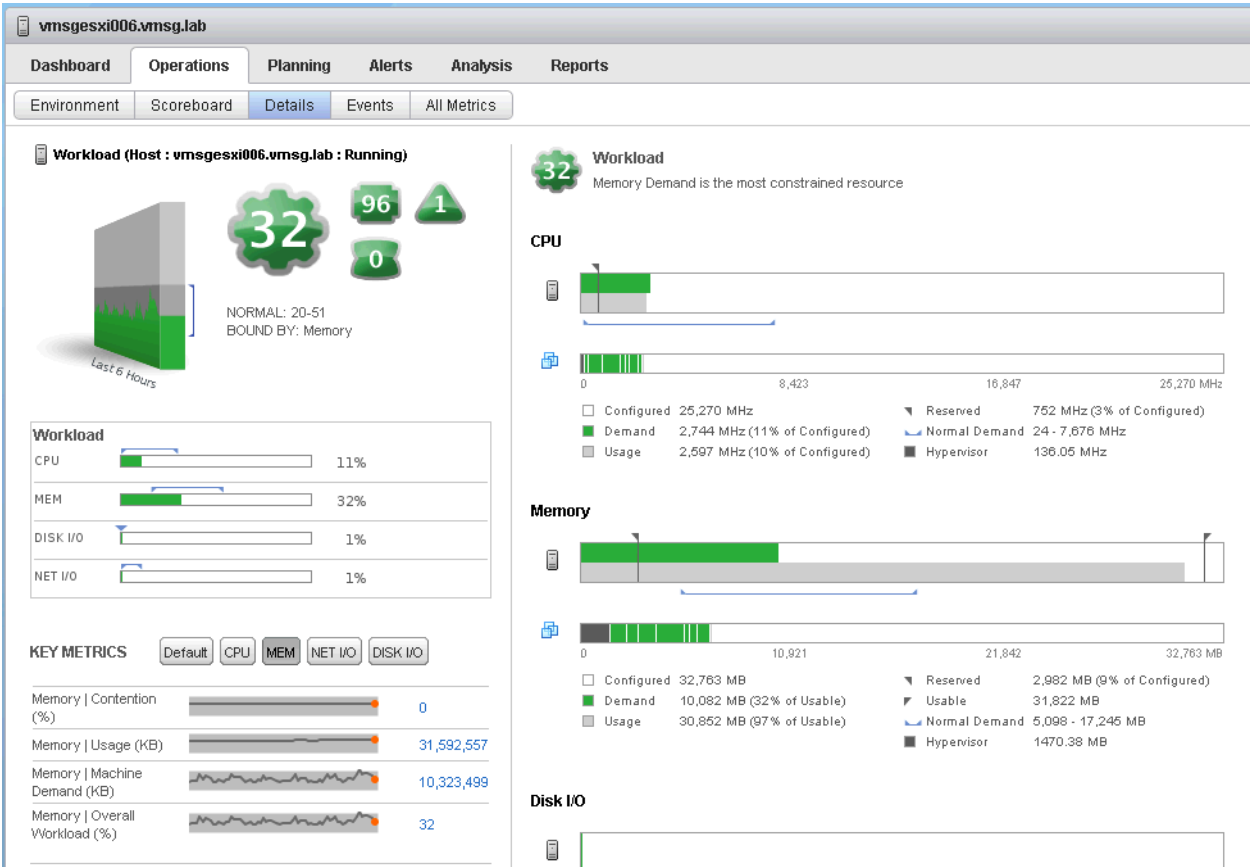 vmsgesxi006.vmsg.lab
Dashboard Operations Planning Alerts Analysis Reports
Environment Scoreboard Details Events All Metrics
Workload (Host : vmsgesxi006.vmsg.lab : Running)
32
96
1
0
NORMAL: 20-51
BOUND BY: Memory
Last 6 Hours
Workload
CPU 11%
MEM 32%
DISK I/O 1%
NET I/O 1%
KEY METRICS Default CPU MEM NET I/O DISK I/O
Memory | Contention
(%) 0
Memory | Usage (KB) 31,592,557
Memory | Machine
Demand (KB) 10,323,499
Memory | Overall
Workload (%) 32
32 Workload
Memory Demand is the most constrained resource
CPU
0 8,423 16,847 25,270 MHz
Configured 25,270 MHz Reserved 752 MHz (3% of Configured)
Demand 2,744 MHz (11% of Configured) Normal Demand 24 - 7,676 MHz
Usage 2,597 MHz (10% of Configured) Hypervisor 136.05 MHz
Memory
0 10,921 21,842 32,763 MB
Configured 32,763 MB Reserved 2,982 MB (9% of Configured)
Demand 10,082 MB (32% of Usable) Usable 31,822 MB
Usage 30,852 MB (97% of Usable) Normal Demand 5,098 - 17,245 MB
Hypervisor 1470.38 MB
Disk I/O